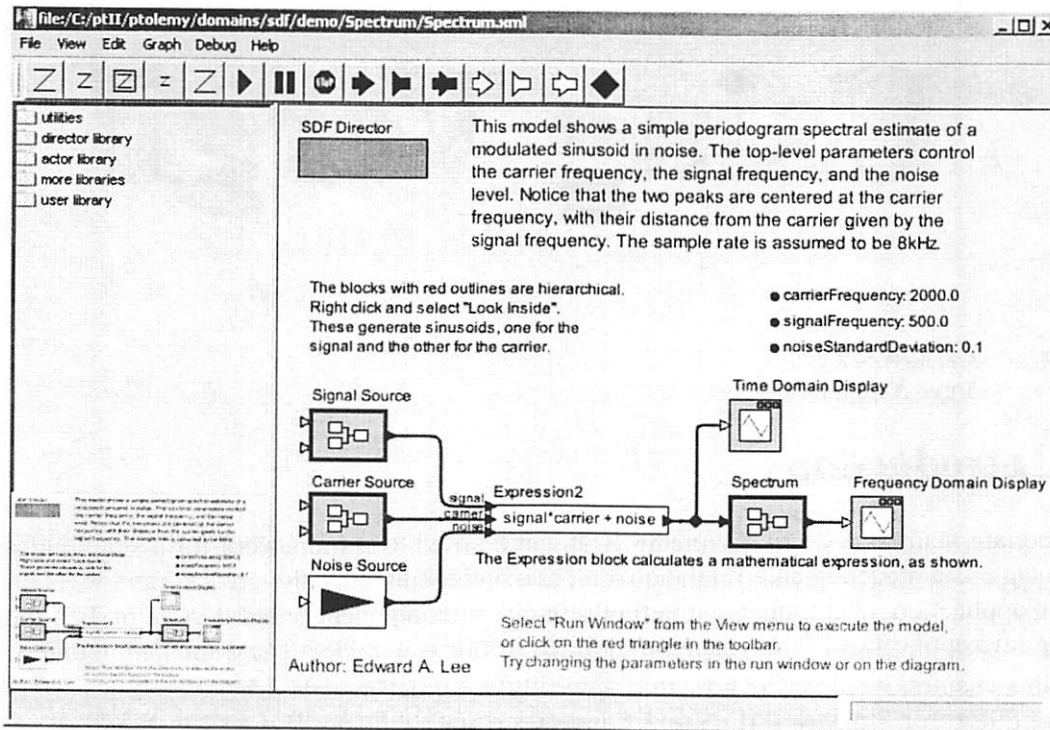 file:/C:/ptII/ptolemy/domains/sdf/demo/Spectrum/Spectrum.xml
File View Edit Graph Debug Help
utilities
director library
actor library
more libraries
user library
SDF Director
This model shows a simple periodogram spectral estimate of a
modulated sinusoid in noise. The top-level parameters control
the carrier frequency, the signal frequency, and the noise
level. Notice that the two peaks are centered at the carrier
frequency, with their distance from the carrier given by the
signal frequency. The sample rate is assumed to be 8kHz.
The blocks with red outlines are hierarchical.
Right click and select "Look Inside".
These generate sinusoids, one for the
signal and the other for the carrier.
carrierFrequency: 2000.0
signalFrequency: 500.0
noiseStandardDeviation: 0.1
Time Domain Display
Signal Source
Carrier Source
signal
carrier
noise
Expression2
signal*carrier + noise
Spectrum
Frequency Domain Display
Noise Source
The Expression block calculates a mathematical expression, as shown.
Select "Run Window" from the View menu to execute the model,
or click on the red triangle in the toolbar.
Try changing the parameters in the run window or on the diagram.
Author: Edward A. Lee